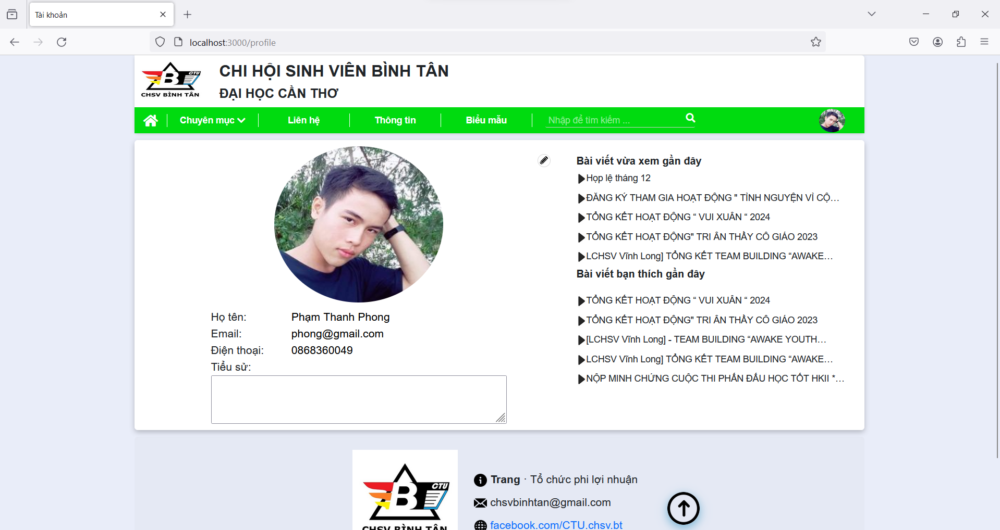 Tài khoản
localhost:3000/profile
CTU
B
CHSV BÌNH TÂN
CHI HỘI SINH VIÊN BÌNH TÂN
ĐẠI HỌC CẦN THƠ
Chuyên mục
Liên hệ
Thông tin
Biểu mẫu
Nhập để tìm kiếm ...
Họ tên: Phạm Thanh Phong
Email: phong@gmail.com
Điện thoại: 0868360049
Tiểu sử:
Bài viết vừa xem gần đây
Họp lệ tháng 12
ĐĂNG KÝ THAM GIA HOẠT ĐỘNG " TÌNH NGUYỆN VÌ CỘ...
TỔNG KẾT HOẠT ĐỘNG “ VUI XUÂN “ 2024
TỔNG KẾT HOẠT ĐỘNG" TRI ÂN THẦY CÔ GIÁO 2023
LCHSV Vĩnh Long] TỔNG KẾT TEAM BUILDING “AWAKE...
Bài viết bạn thích gần đây
TỔNG KẾT HOẠT ĐỘNG “ VUI XUÂN “ 2024
TỔNG KẾT HOẠT ĐỘNG" TRI ÂN THẦY CÔ GIÁO 2023
[LCHSV Vĩnh Long] - TEAM BUILDING “AWAKE YOUTH...
LCHSV Vĩnh Long] TỔNG KẾT TEAM BUILDING “AWAKE...
NỘP MINH CHỨNG CUỘC THI PHẤN ĐẤU HỌC TỐT HKII *...
CTU
B
CHSV BÌNH TÂN
Trang · Tổ chức phi lợi nhuận
chsvbinhtan@gmail.com
facebook.com/CTU.chsv.bt